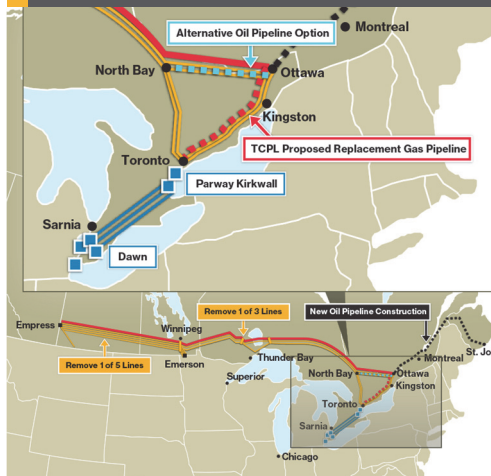 Alternative Oil Pipeline Option
Montreal
North Bay
Ottawa
Kingston
TCPL Proposed Replacement Gas Pipeline
Toronto
Parway Kirkwall
Sarnia
Dawn
Remove 1 of 3 Lines
New Oil Pipeline Construction
Empress
Winnipeg
Remove 1 of 5 Lines
Emerson
Thunder Bay
Superior
North Bay
Ottawa
Montreal
St. Jo
Kingston
Toronto
Sarnia
Chicago